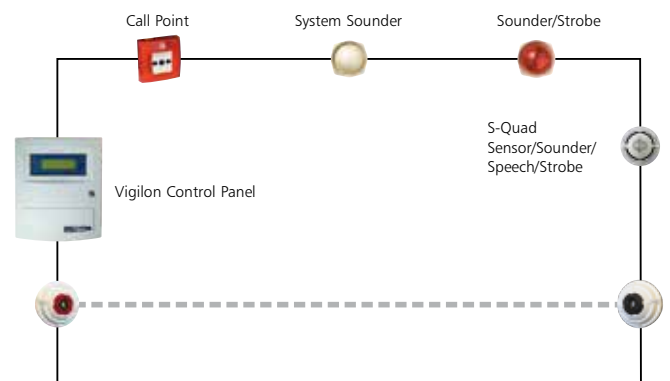 Call Point
System Sounder
Sounder/Strobe
S-Quad
Sensor/Sounder/
Speech/Strobe
Vigilon Control Panel